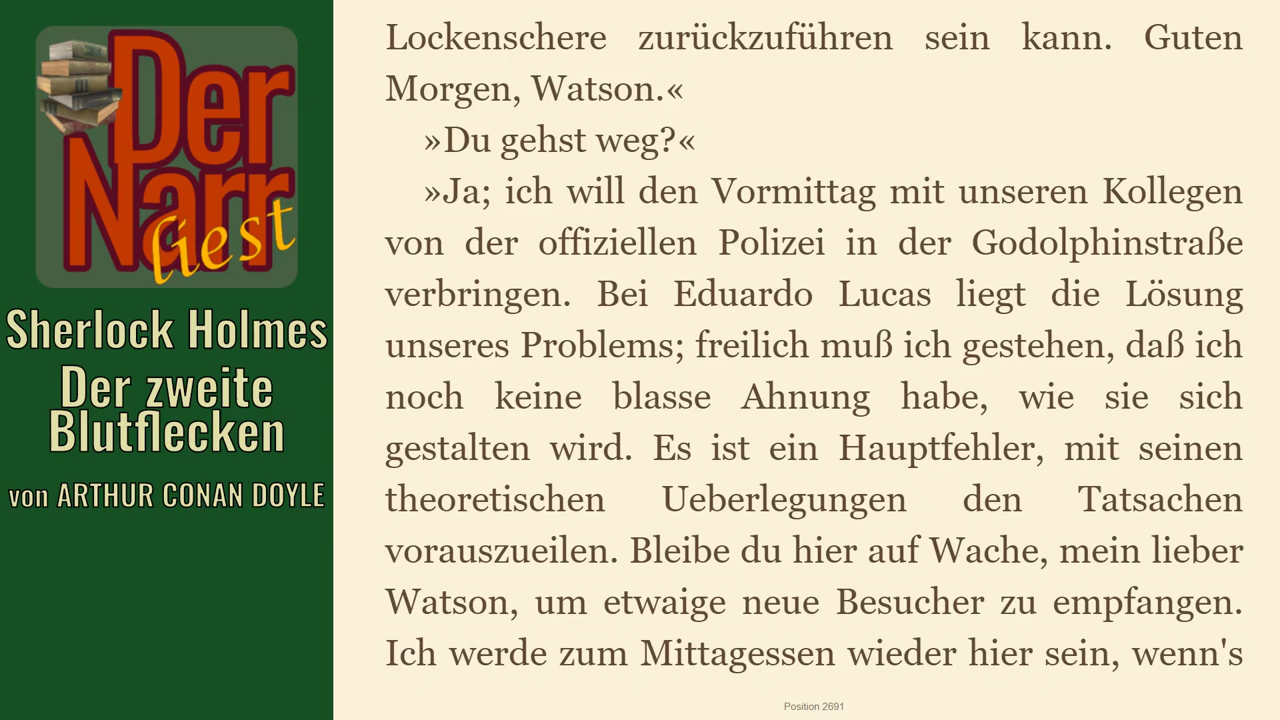 Der
Narr
liest
Sherlock Holmes
Der zweite
Blutflecken
von ARTHUR CONAN DOYLE
Lockenschere zurückzuführen sein kann. Guten
Morgen, Watson.«
»Du gehst weg?«
»Ja; ich will den Vormittag mit unseren Kollegen
von der offiziellen Polizei in der Godolphinstraße
verbringen. Bei Eduardo Lucas liegt die Lösung
unseres Problems; freilich muß ich gestehen, daß ich
noch keine blasse Ahnung habe, wie sie sich
gestalten wird. Es ist ein Hauptfehler, mit seinen
theoretischen Ueberlegungen den Tatsachen
vorauszueilen. Bleibe du hier auf Wache, mein lieber
Watson, um etwaige neue Besucher zu empfangen.
Ich werde zum Mittagessen wieder hier sein, wenn's
Position 2691